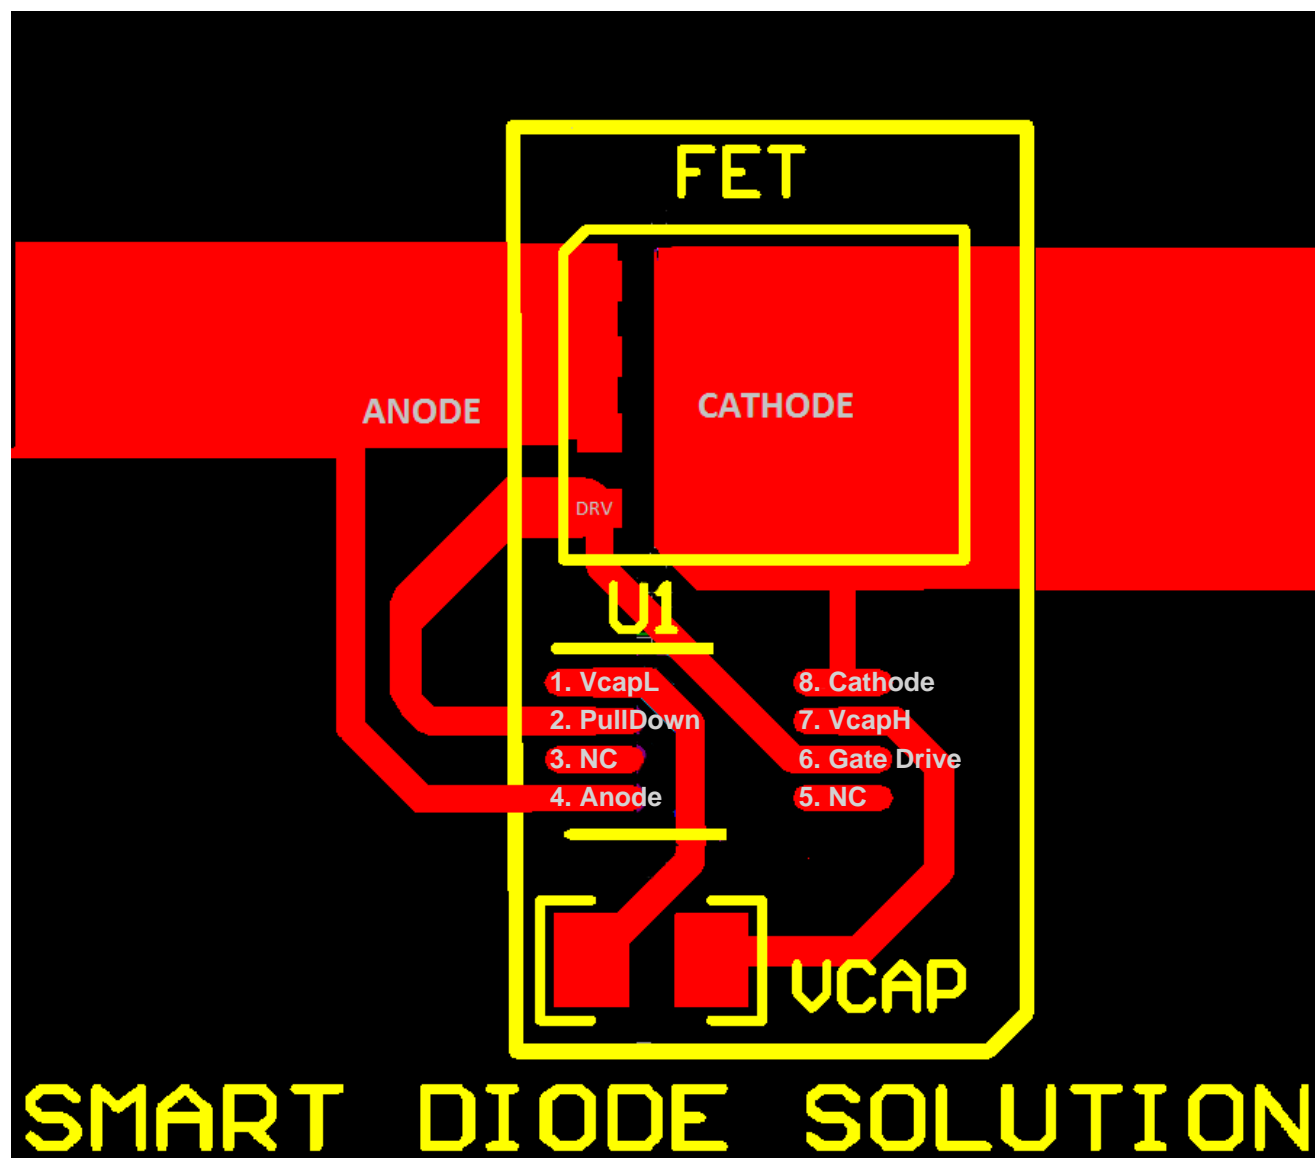 FET
ANODE
CATHODE
DRV
U1
1. VcapL
2. PullDown
3. NC
4. Anode
8. Cathode
7. VcapH
6. Gate Drive
5. NC
VCAP
SMART DIODE SOLUTION